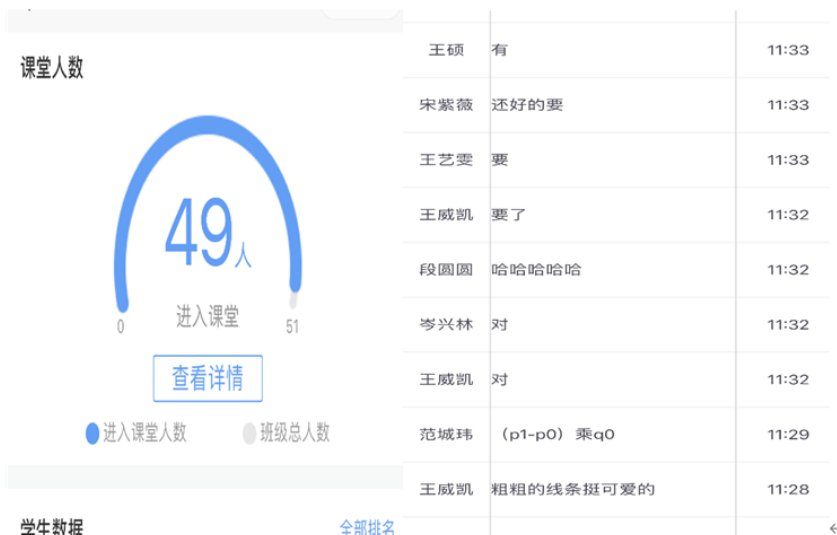 课堂人数
49人
进入课堂
0
51
查看详情
进入课堂人数
班级总人数
学生数据
全部排名
王硕 有 11:33
宋紫薇 还好的要 11:33
王艺雯 要 11:33
王威凯 要了 11:32
段圆圆 哈哈哈哈哈 11:32
岑兴林 对 11:32
王威凯 对 11:32
范城玮 （p1-p0）乘q0 11:29
王威凯 粗粗的线条挺可爱的 11:28